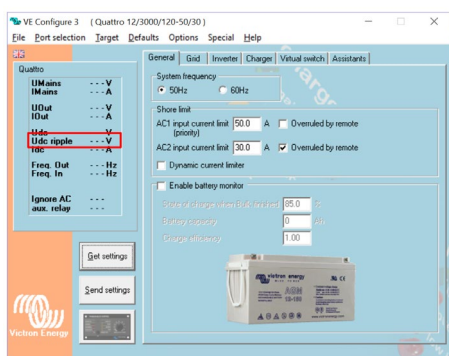 VE Configure 3 ( Quattro 12/3000/120-50/30 )
File Port selection Target Defaults Options Special Help
General Grid Inverter Charger Virtual switch Assistants
Quattro
UMains - - - V
IMains - - - A
UOut - - - V
IOut - - - A
Udc - - - V
Udc ripple - - - V
Idc - - - A
Freq. Out - - - Hz
Freq. In - - - Hz
Ignore AC - - -
aux. relay - - -
Get settings
Send settings
Victron Energy
System frequency
50Hz 60Hz
Shore limit
AC1 input current limit 50.0 A Overruled by remote
(priority)
AC2 input current limit 30.0 A Overruled by remote
Dynamic current limiter
Enable battery monitor
State of charge when Bulk finished 85.0 %
Battery capacity 0 Ah
Charge efficiency 1.00
victron energy
AGM